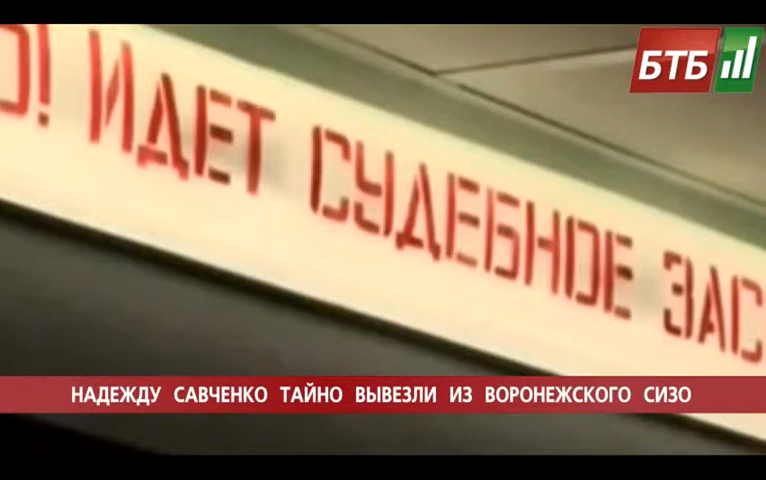 БТБ
О! ИДЕТ СУДЕБНОЕ ЗАС
НАДЕЖДУ САВЧЕНКО ТАЙНО ВЫВЕЗЛИ ИЗ ВОРОНЕЖСКОГО СИЗО